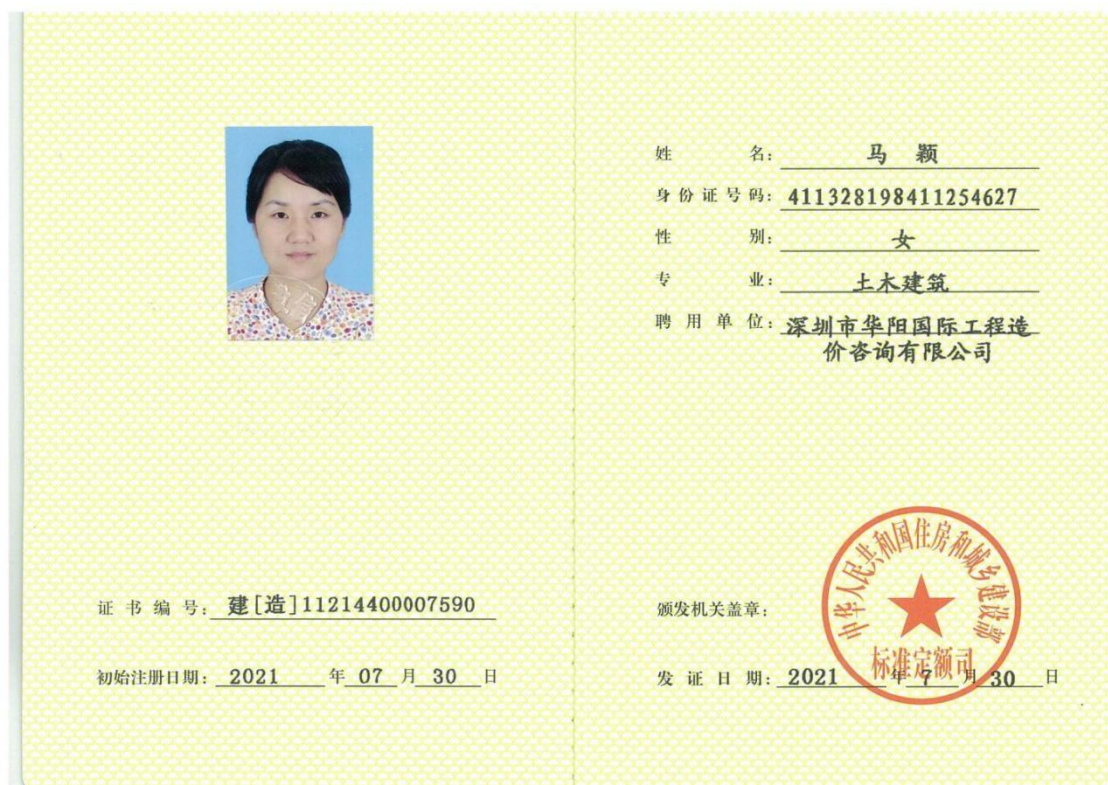 证书编号: 建[造]11214400007590
初始注册日期: 2021 年 07 月 30 日
姓名: 马颖
身份证号码: 411328198411254627
性别: 女
专业: 土木建筑
聘用单位: 深圳市华阳国际工程造
价咨询有限公司
颁发机关盖章:
中华人民共和国住房和城乡建设部
标准定额司
发证日期: 2021 年 7 月 30 日